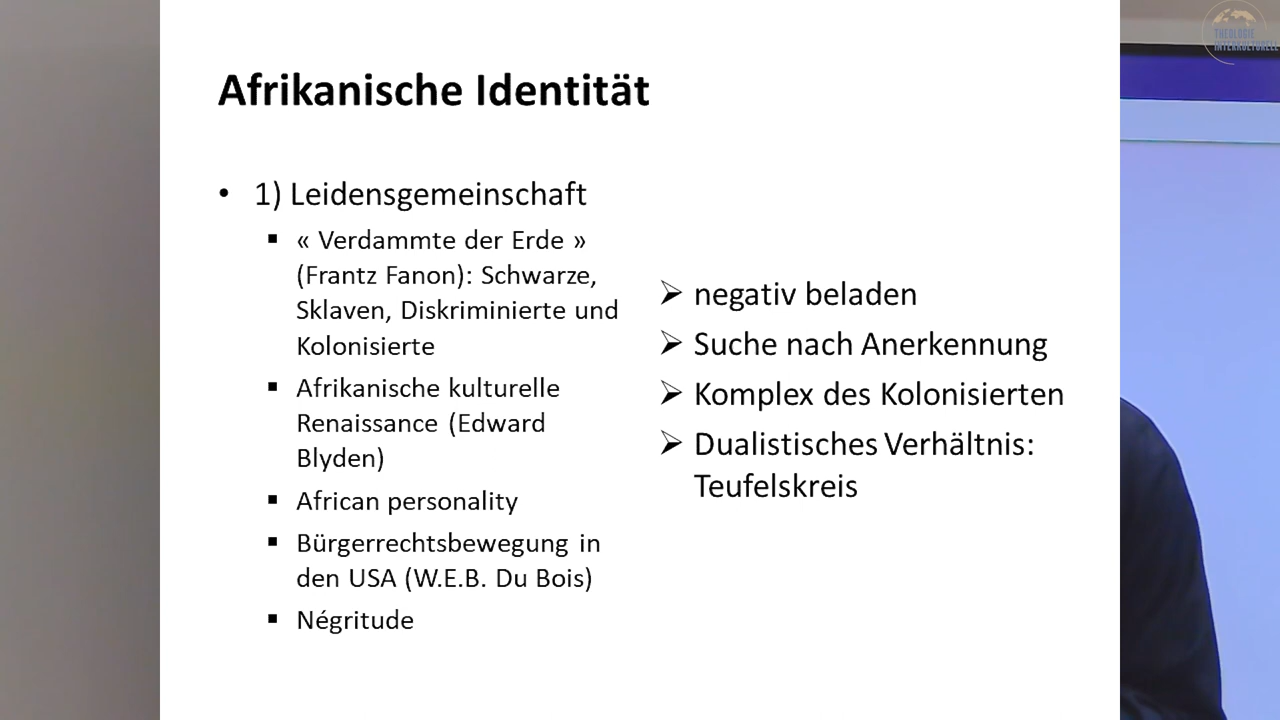 Afrikanische Identität
• 1) Leidensgemeinschaft
▪ « Verdammte der Erde »
(Frantz Fanon): Schwarze,
Sklaven, Diskriminierte und
Kolonisierte
▪ Afrikanische kulturelle
Renaissance (Edward
Blyden)
▪ African personality
▪ Bürgerrechtsbewegung in
den USA (W.E.B. Du Bois)
▪ Négritude
➢ negativ beladen
➢ Suche nach Anerkennung
➢ Komplex des Kolonisierten
➢ Dualistisches Verhältnis:
Teufelskreis
THEOLOGIE
INTERKULTURELL